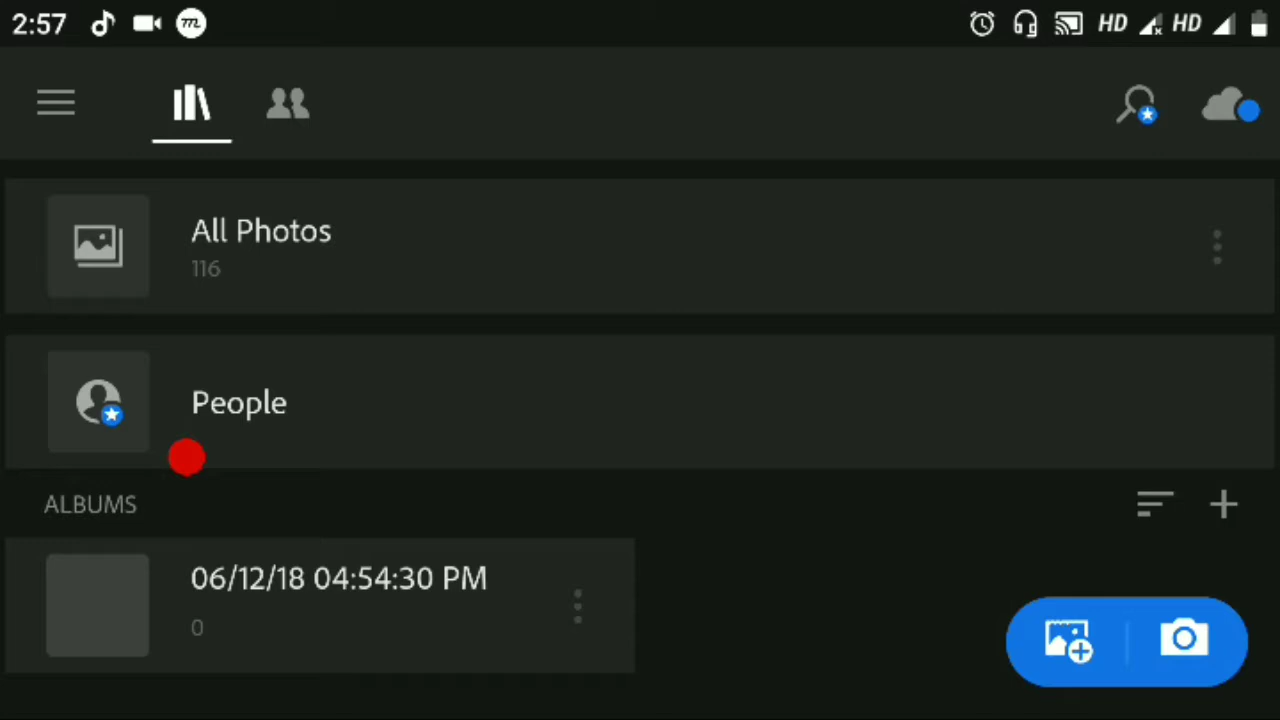 2:57 HD HD
All Photos
116
People
ALBUMS
06/12/18 04:54:30 PM
0